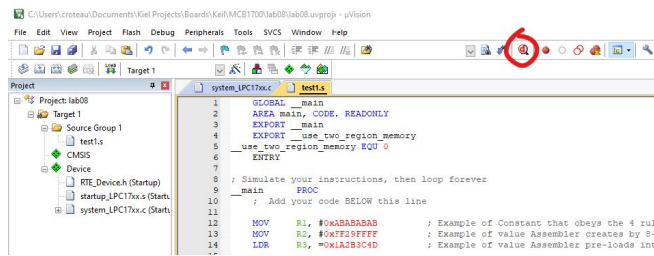 C:\Users\croteau\Documents\Kiel Projects\Boards\Keil\MCB1700\lab08\lab08.uvprojx - µVision
File Edit View Project Flash Debug Peripherals Tools SVCS Window Help
Target 1
Project
system_LPC17xx.c test1.s
Project: lab08
Target 1
Source Group 1
test1.s
CMSIS
Device
RTE_Device.h (Startup)
startup_LPC17xx.s (Startu
system_LPC17xx.c (Startu
1 GLOBAL __main
2 AREA main, CODE, READONLY
3 EXPORT __main
4 EXPORT __use_two_region_memory
5 __use_two_region_memory EQU 0
6 ENTRY
7
8 ; Simulate your instructions, then loop forever
9 __main PROC
10 ; Add your code BELOW this line
11
12 MOV R1, #0xABABABAB ; Example of Constant that obeys the 4 rul
13 MOV R2, #0xFF29FFFF ; Example of value Assembler creates by 8-
14 LDR R3, =0x1A2B3C4D ; Example of value Assembler pre-loads int